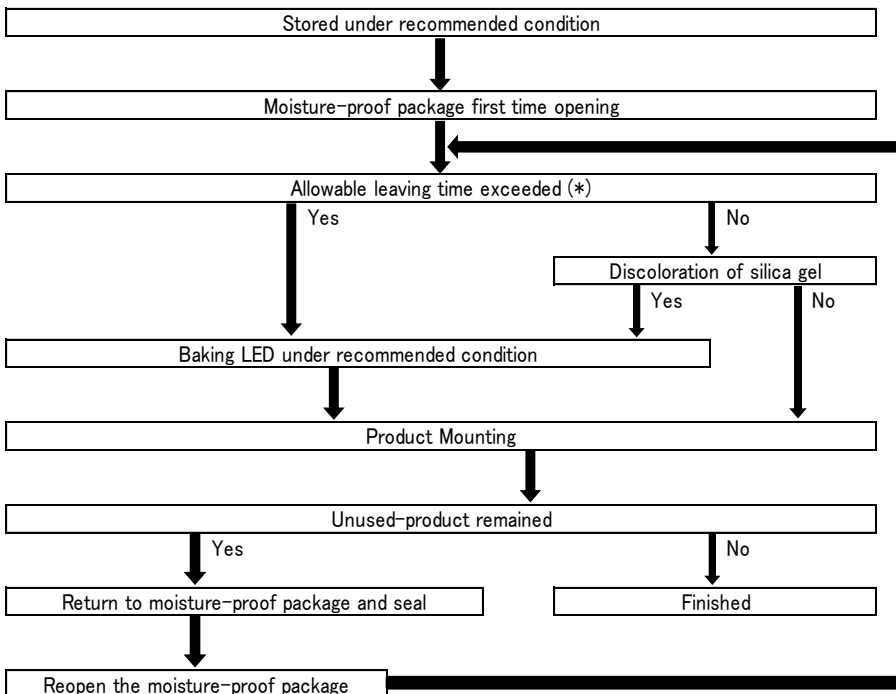 Stored under recommended condition
Moisture-proof package first time opening
Allowable leaving time exceeded (*)
Yes
No
Discoloration of silica gel
Yes
No
Baking LED under recommended condition
Product Mounting
Unused-product remained
Yes
No
Return to moisture-proof package and seal
Finished
Reopen the moisture-proof package